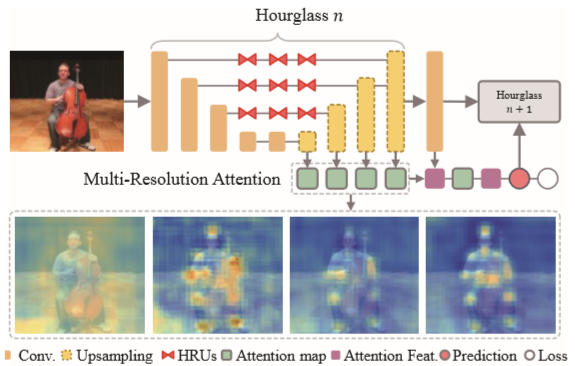 Hourglass n
Hourglass
n + 1
Multi-Resolution Attention
Conv. Upsampling HRUs Attention map Attention Feat. Prediction Loss